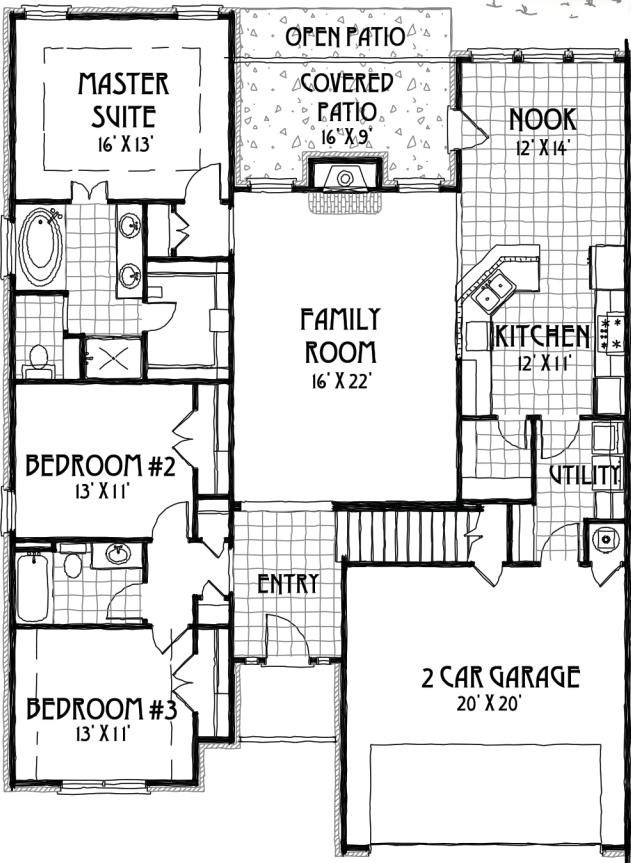 OPEN PATIO
MASTER
SUITE
16' X 13'
COVERED
PATIO
16' X 9'
NOOK
12' X 14'
FAMILY
ROOM
16' X 22'
KITCHEN
12' X 11'
BEDROOM #2
13' X 11'
UTILITY
ENTRY
2 CAR GARAGE
20' X 20'
BEDROOM #3
13' X 11'